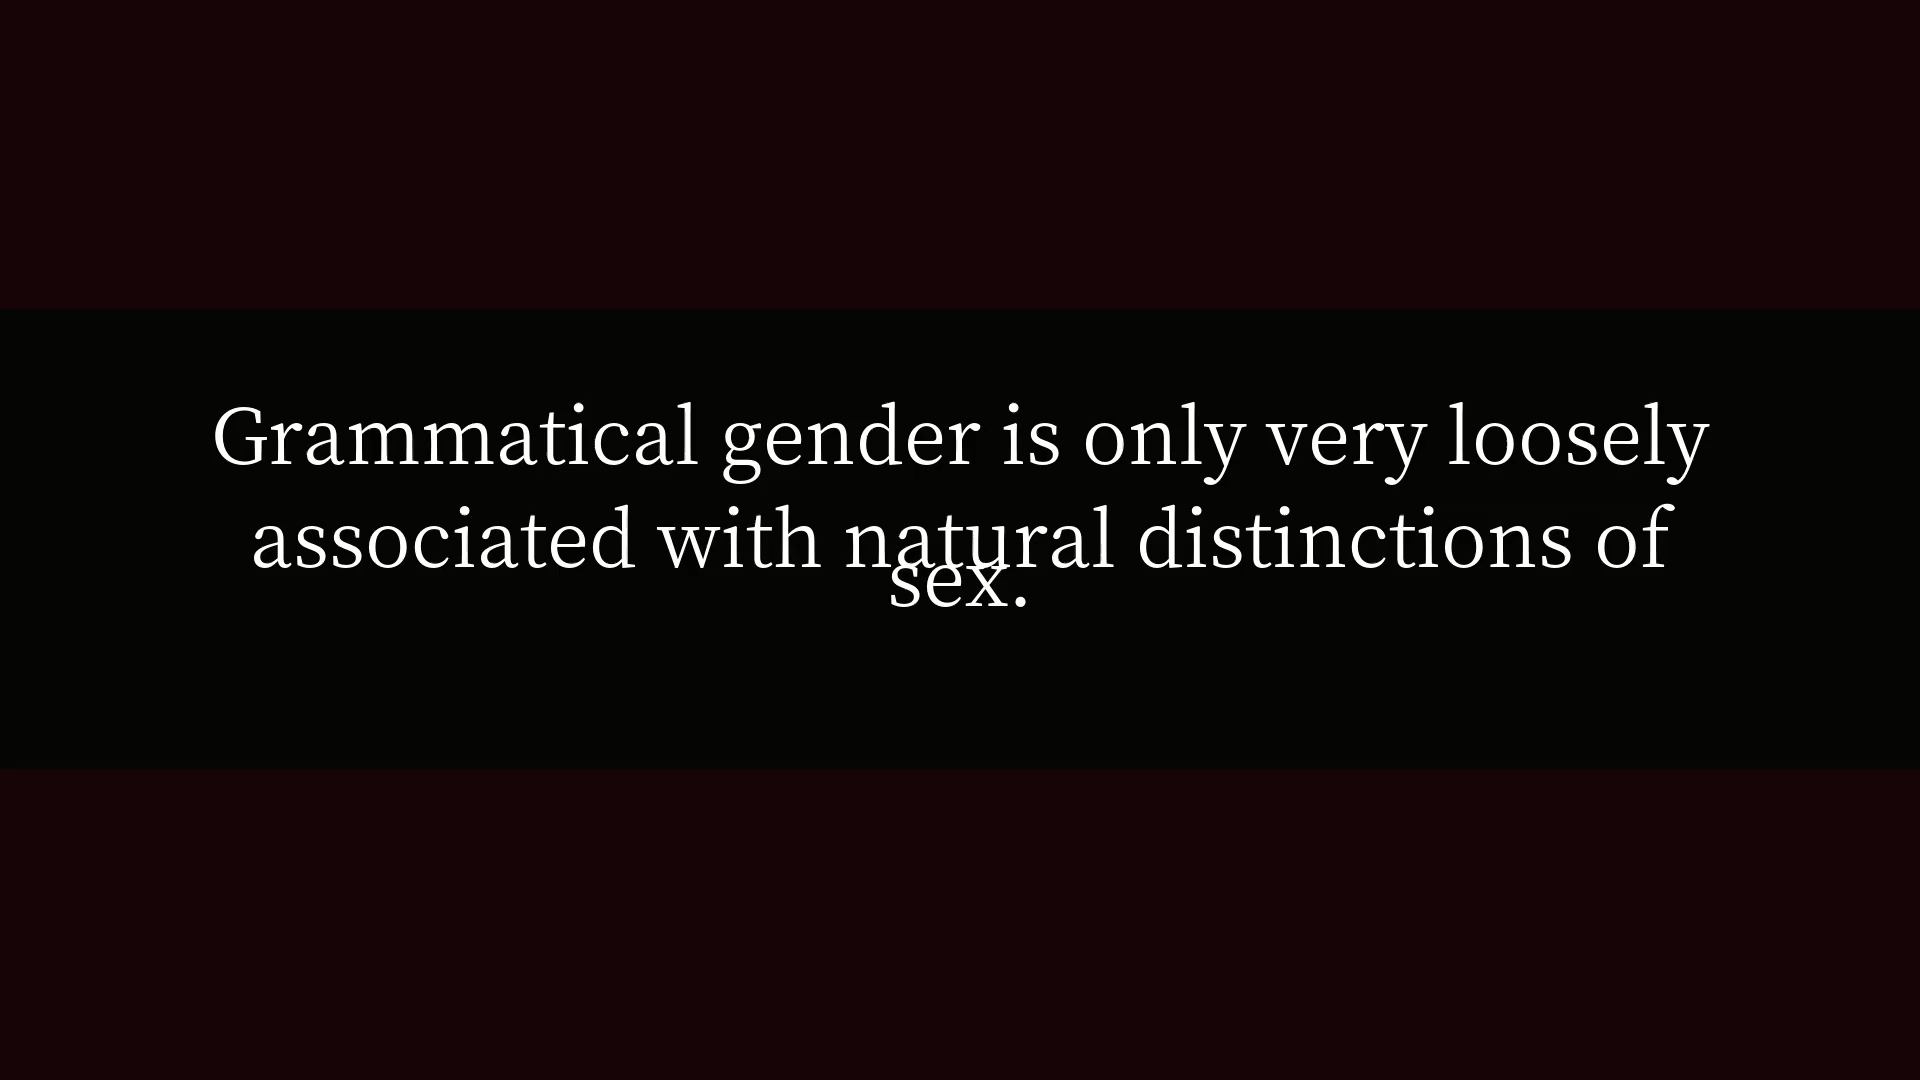 Grammatical gender is only very loosely
associated with natural distinctions of
sex.